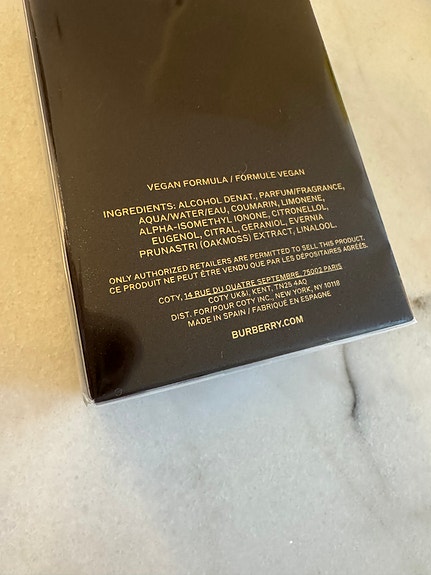 VEGAN FORMULA / FORMULE VEGAN
INGREDIENTS: ALCOHOL DENAT., PARFUM/FRAGRANCE,
AQUA/WATER/EAU, COUMARIN, LIMONENE,
ALPHA-ISOMETHYL IONONE, CITRONELLOL,
EUGENOL, CITRAL, GERANIOL, EVERNIA
PRUNASTRI (OAKMOSS) EXTRACT, LINALOOL.
ONLY AUTHORIZED RETAILERS ARE PERMITTED TO SELL THIS PRODUCT.
CE PRODUIT NE PEUT ÊTRE VENDU QUE PAR LES DÉPOSITAIRES AGRÉÉS.
COTY, 14 RUE DU QUATRE SEPTEMBRE, 75002 PARIS
COTY UK&I, KENT, TN25 4AQ
DIST. FOR/POUR COTY INC., NEW YORK, NY 10118
MADE IN SPAIN / FABRIQUÉ EN ESPAGNE
BURBERRY.COM